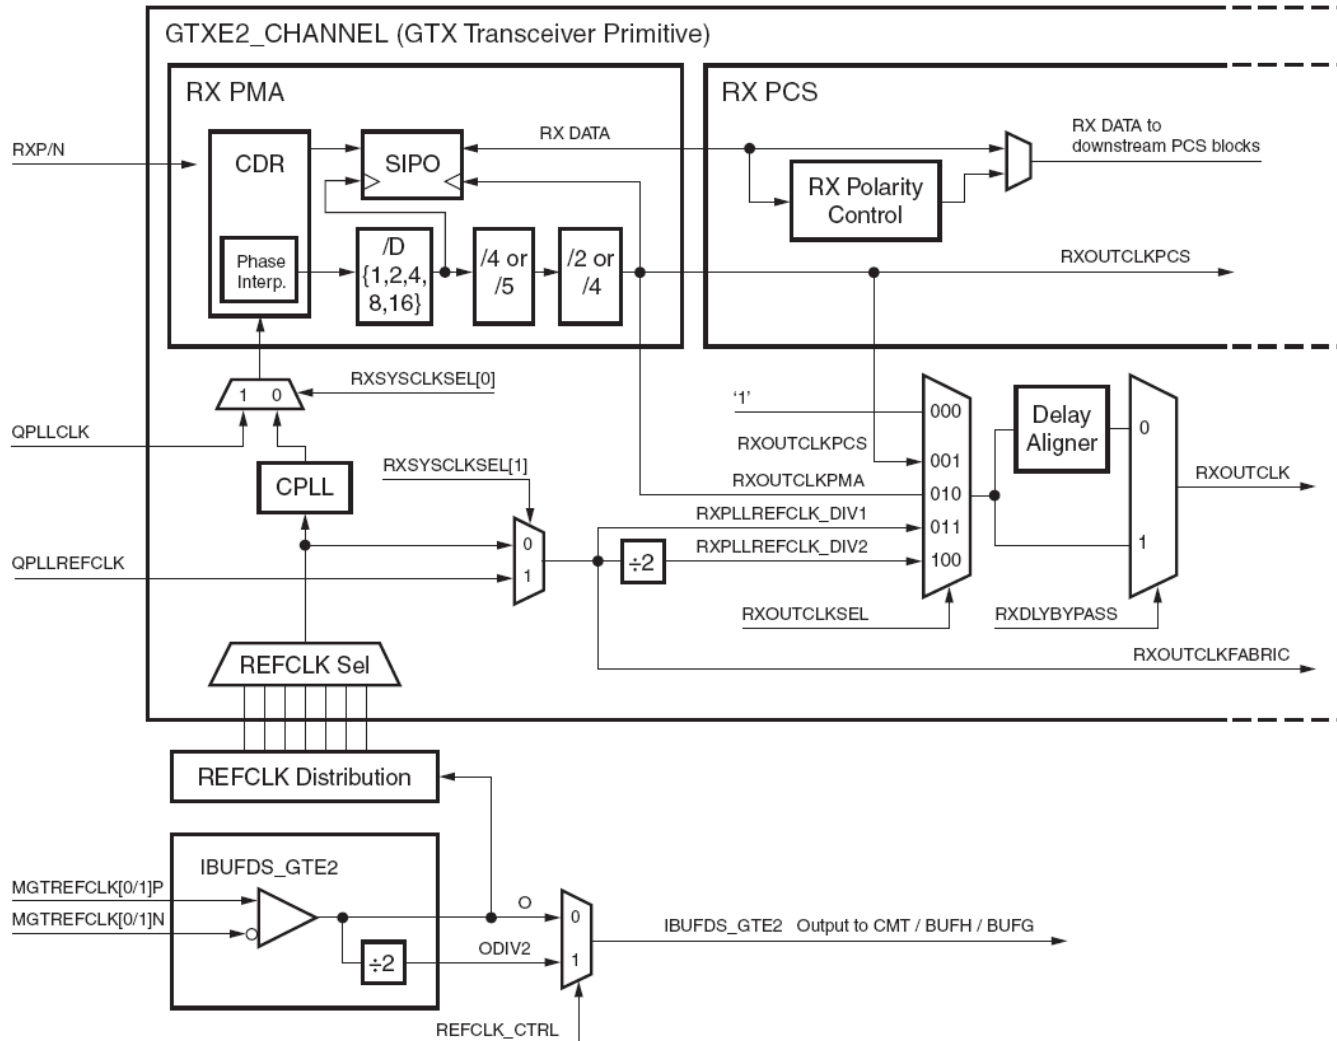 GTXE2_CHANNEL (GTX Transceiver Primitive)
RX PMA
RX PCS
RXP/N
CDR
SIPO
RX DATA
RX DATA to
downstream PCS blocks
RX Polarity
Control
Phase
Interp.
/D
{1,2,4,
8,16}
/4 or
/5
/2 or
/4
RXOUTCLKPCS
RXSYSCLKSEL[0]
1 0
QPLLCLK
CPLL
RXSYSCLKSEL[1]
0
1
QPLLREFCLK
÷2
'1'
RXOUTCLKPCS
RXOUTCLKPMA
RXPLLREFCLK_DIV1
RXPLLREFCLK_DIV2
000
001
010
011
100
RXOUTCLKSEL
Delay
Aligner
0
1
RXOUTCLK
RXDLYBYPASS
RXOUTCLKFABRIC
REFCLK Sel
REFCLK Distribution
IBUFDS_GTE2
MGTREFCLK[0/1]P
MGTREFCLK[0/1]N
÷2
O
ODIV2
0
1
IBUFDS_GTE2 Output to CMT / BUFH / BUFG
REFCLK_CTRL